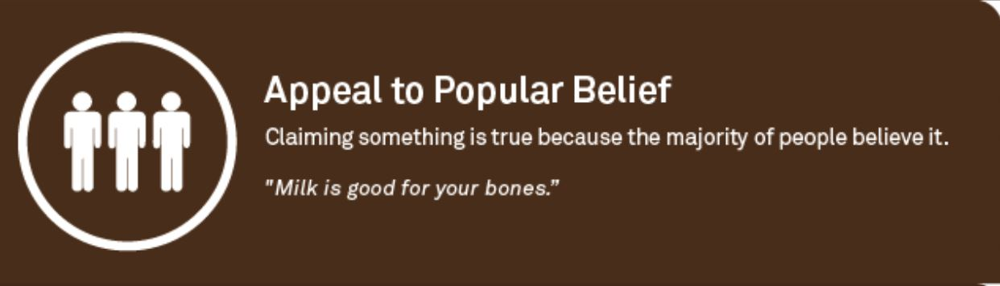 Appeal to Popular Belief
Claiming something is true because the majority of people believe it.
"Milk is good for your bones.”